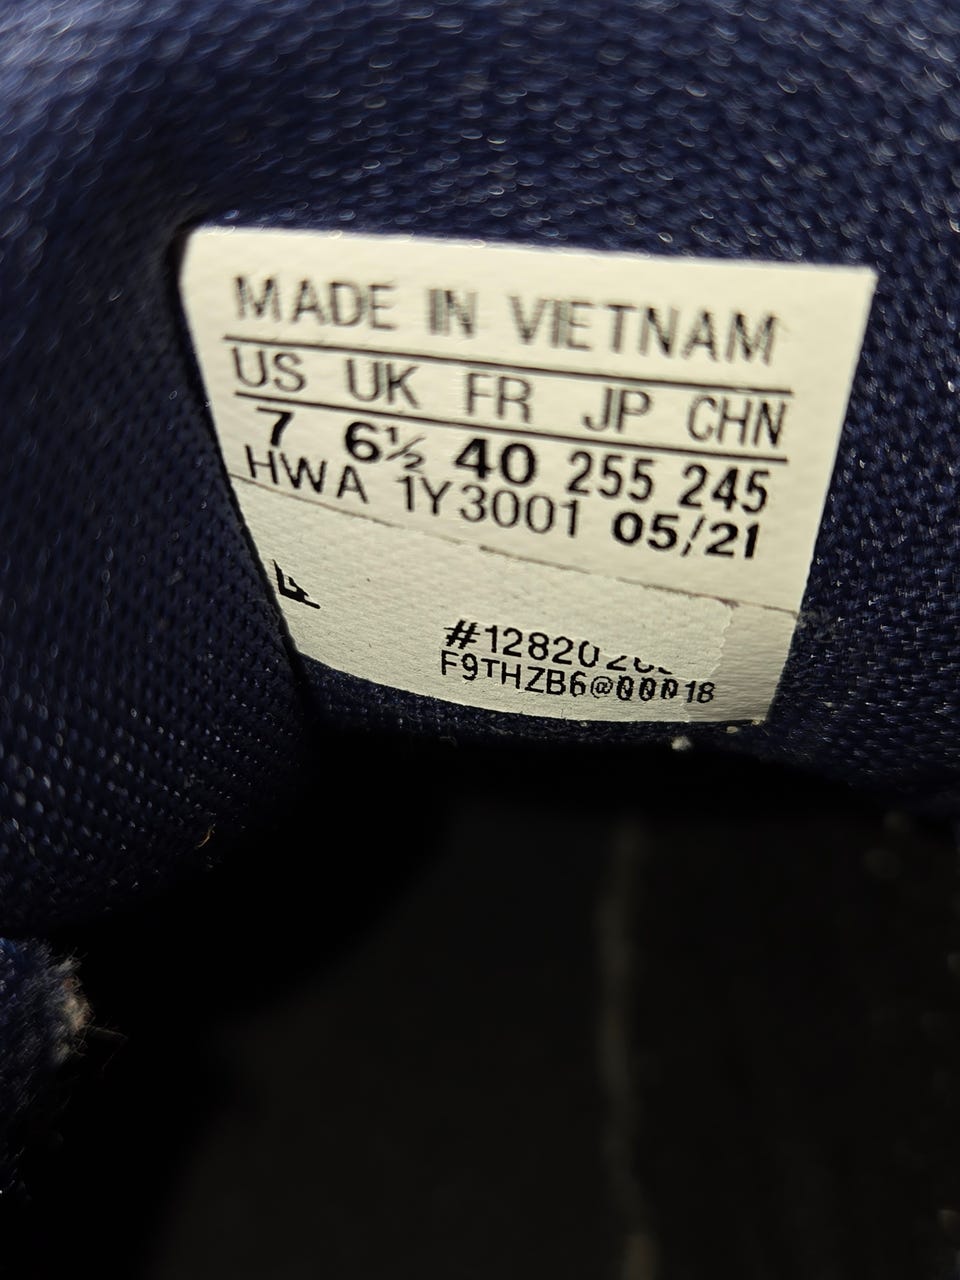 MADE IN VIETNAM
US UK FR JP CHN
7 6½ 40 255 245
HWA 1Y3001 05/21
F9THZB6@00018